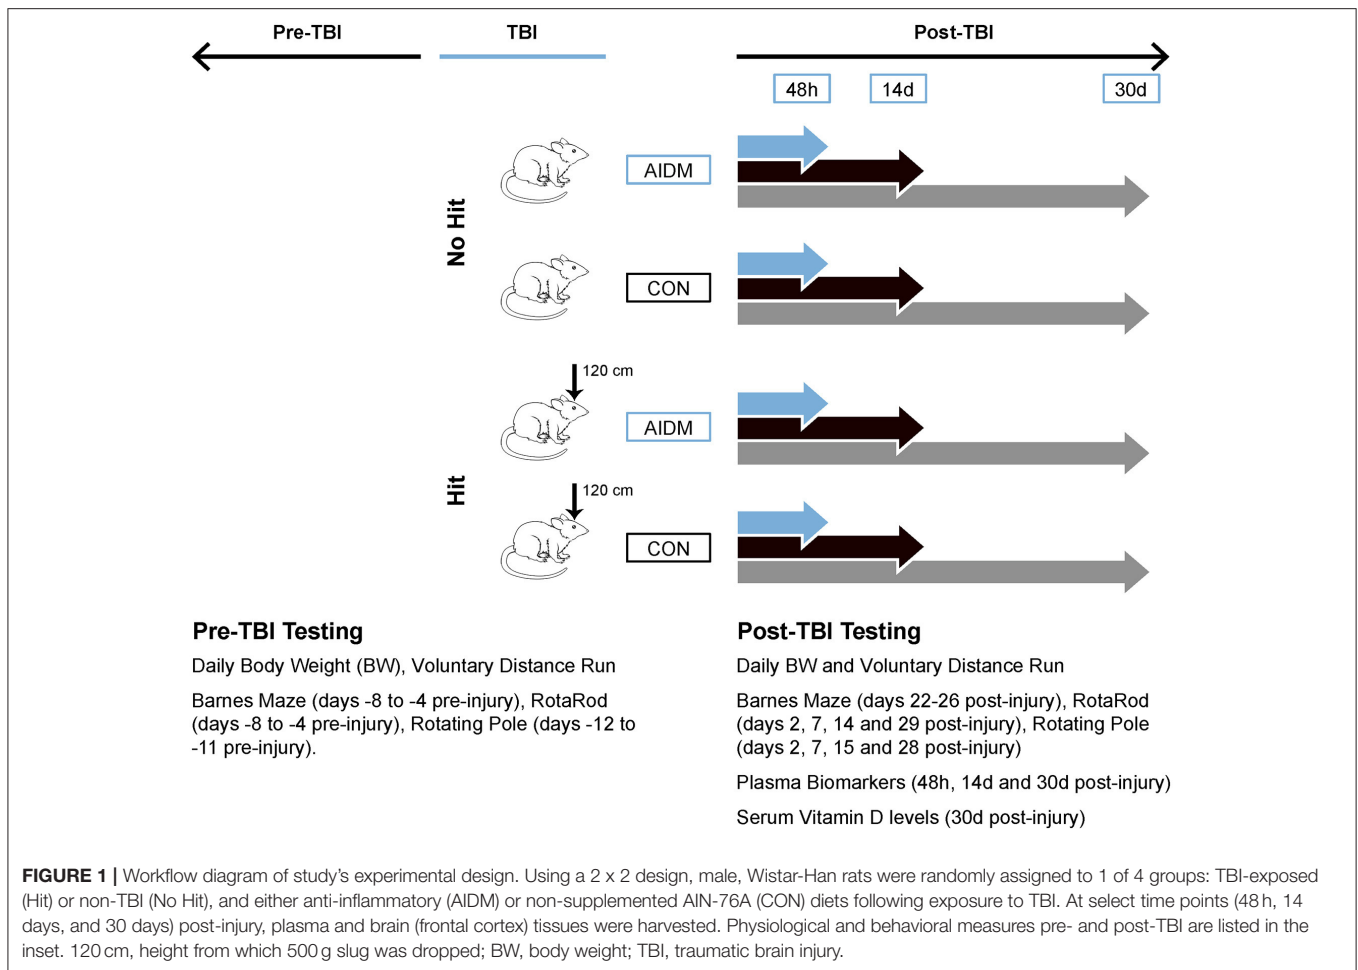 Pre-TBI
TBI
Post-TBI
48h
14d
30d
No Hit
AIDM
CON
Hit
120 cm
AIDM
120 cm
CON
Pre-TBI Testing
Daily Body Weight (BW), Voluntary Distance Run
Barnes Maze (days -8 to -4 pre-injury), RotaRod
(days -8 to -4 pre-injury), Rotating Pole (days -12 to
-11 pre-injury).
Post-TBI Testing
Daily BW and Voluntary Distance Run
Barnes Maze (days 22-26 post-injury), RotaRod
(days 2, 7, 14 and 29 post-injury), Rotating Pole
(days 2, 7, 15 and 28 post-injury)
Plasma Biomarkers (48h, 14d and 30d post-injury)
Serum Vitamin D levels (30d post-injury)
FIGURE 1 | Workflow diagram of study's experimental design. Using a 2 x 2 design, male, Wistar-Han rats were randomly assigned to 1 of 4 groups: TBI-exposed
(Hit) or non-TBI (No Hit), and either anti-inflammatory (AIDM) or non-supplemented AIN-76A (CON) diets following exposure to TBI. At select time points (48 h, 14
days, and 30 days) post-injury, plasma and brain (frontal cortex) tissues were harvested. Physiological and behavioral measures pre- and post-TBI are listed in the
inset. 120 cm, height from which 500 g slug was dropped; BW, body weight; TBI, traumatic brain injury.